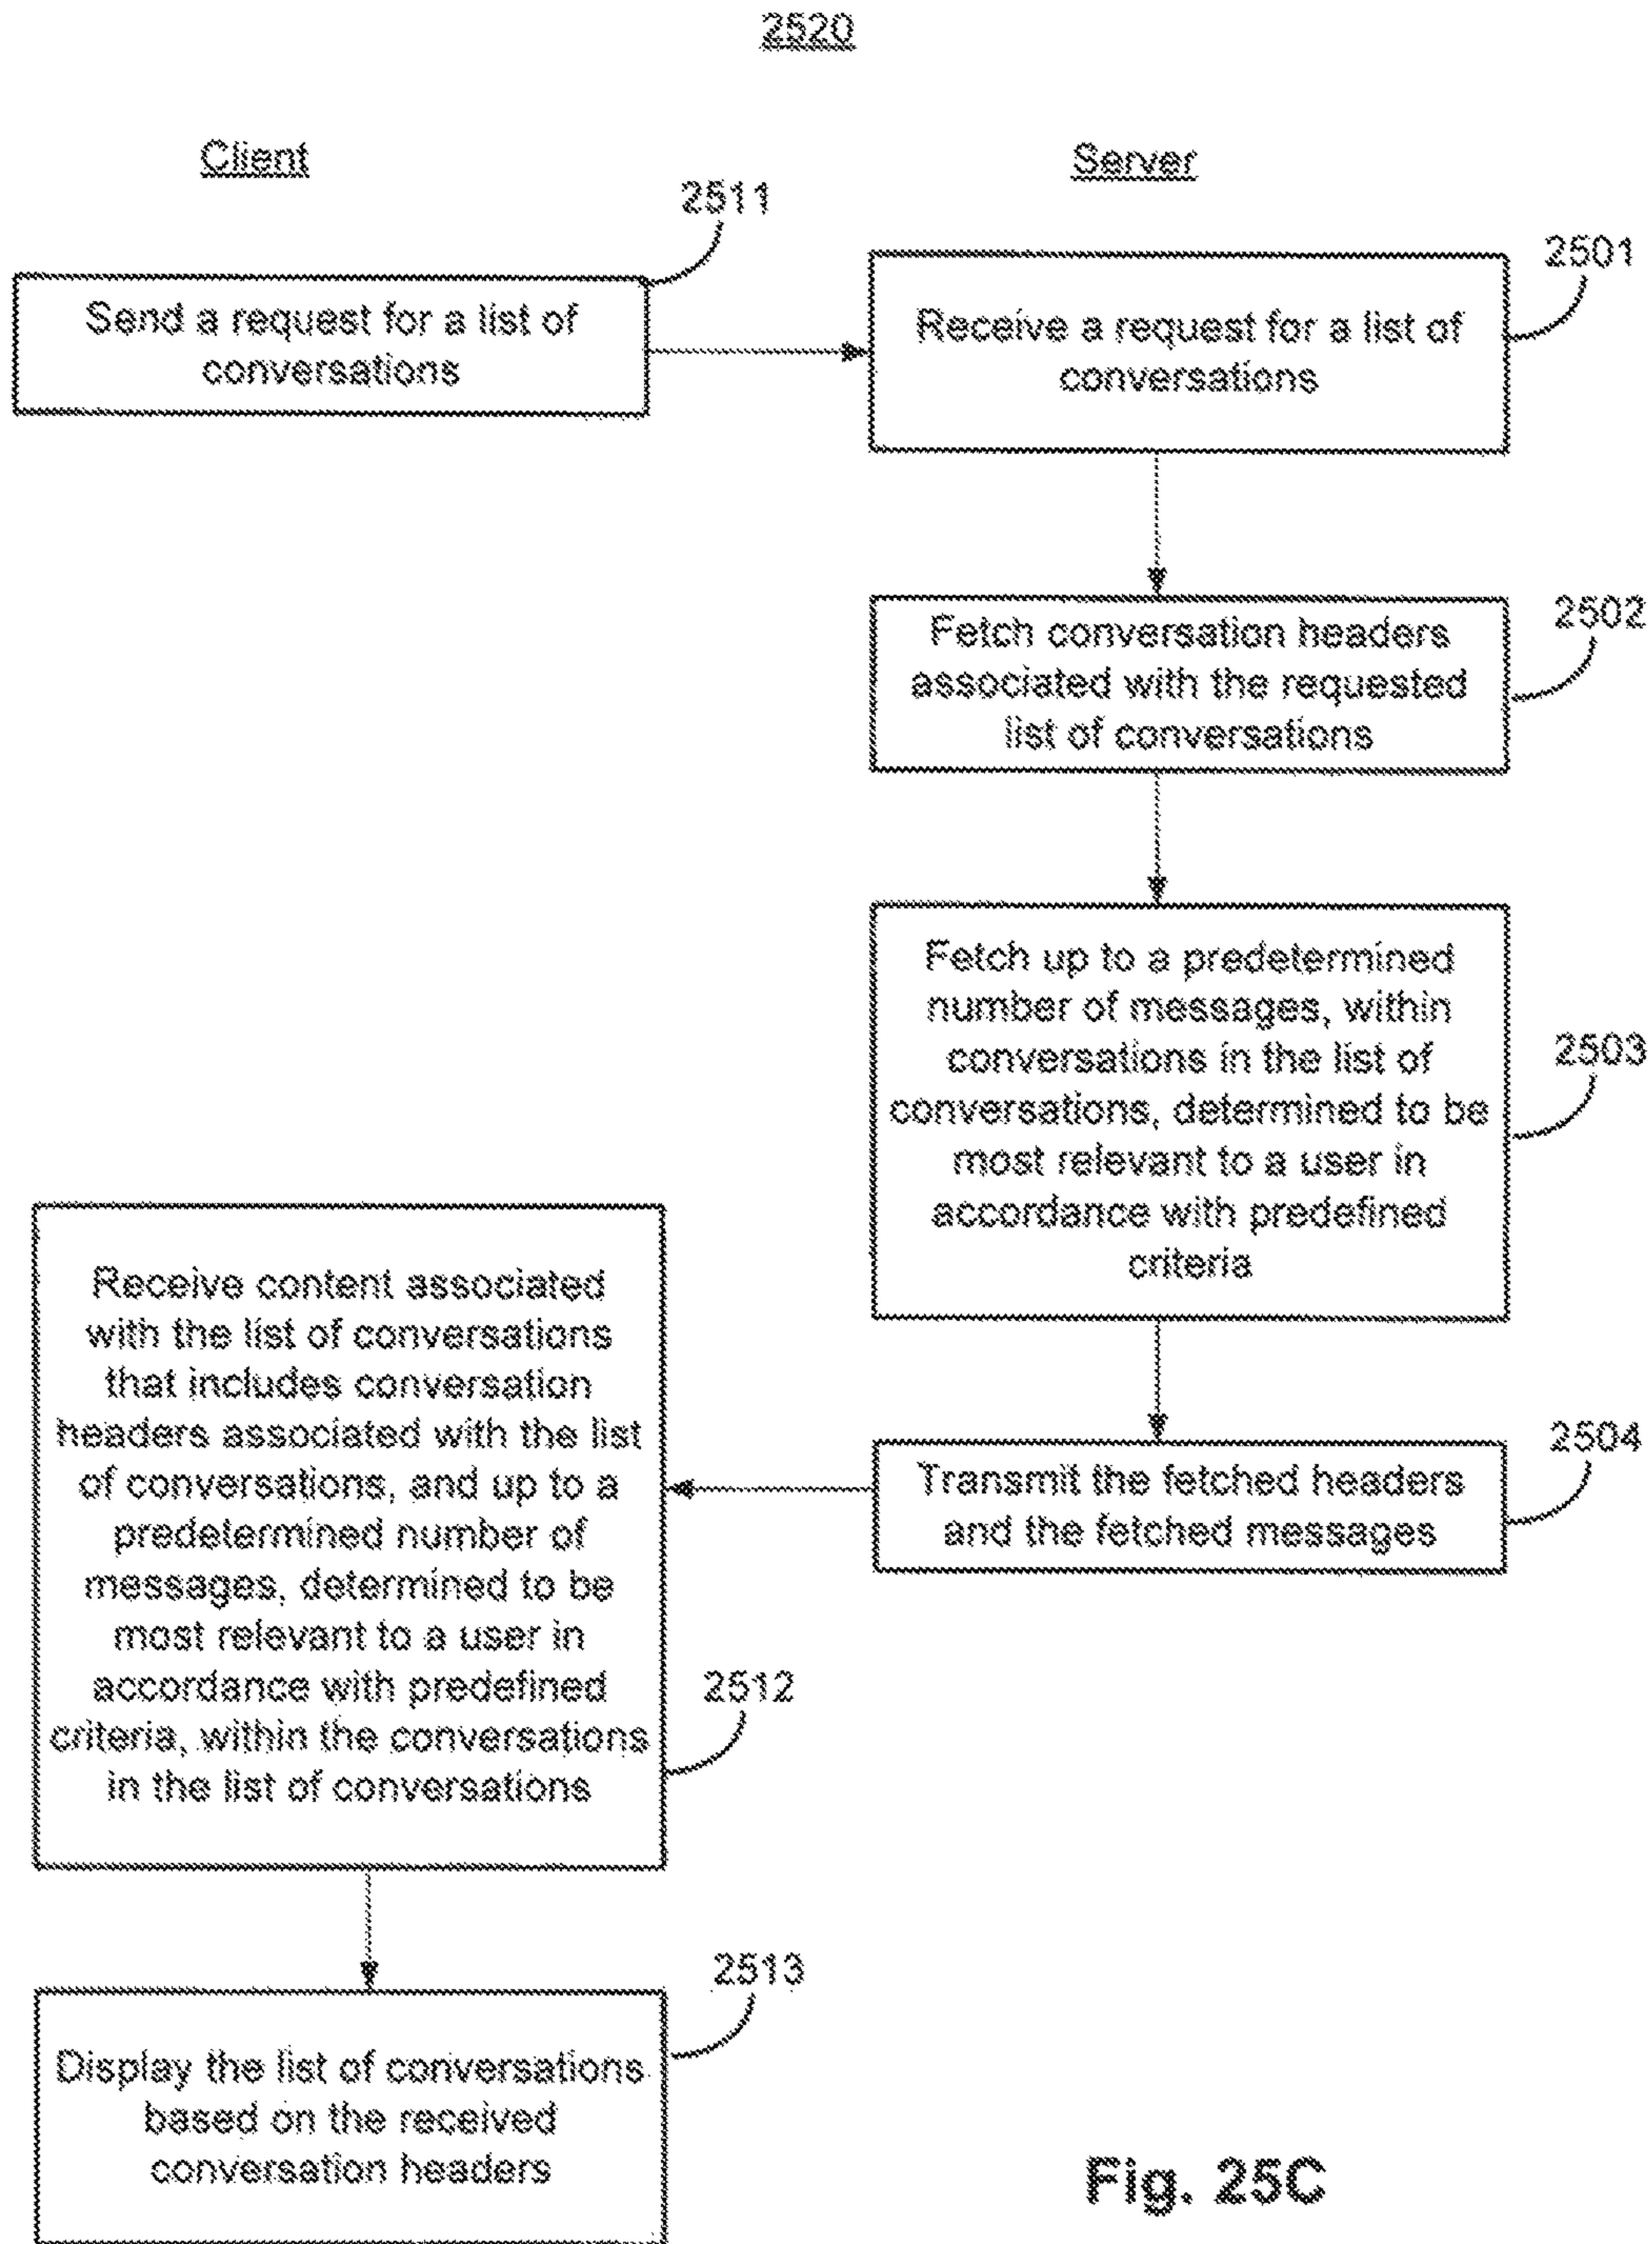 2520
Client
Server
2511
Send a request for a list of
conversations
2501
Receive a request for a list of
conversations
2502
Fetch conversation headers
associated with the requested
list of conversations
2503
Fetch up to a predetermined
number of messages, within
conversations in the list of
conversations, determined to be
most relevant to a user in
accordance with predefined
criteria
2504
Transmit the fetched headers
and the fetched messages
2512
Receive content associated
with the list of conversations
that includes conversation
headers associated with the list
of conversations, and up to a
predetermined number of
messages, determined to be
most relevant to a user in
accordance with predefined
criteria, within the conversations
in the list of conversations
2513
Display the list of conversations
based on the received
conversation headers
Fig. 25C